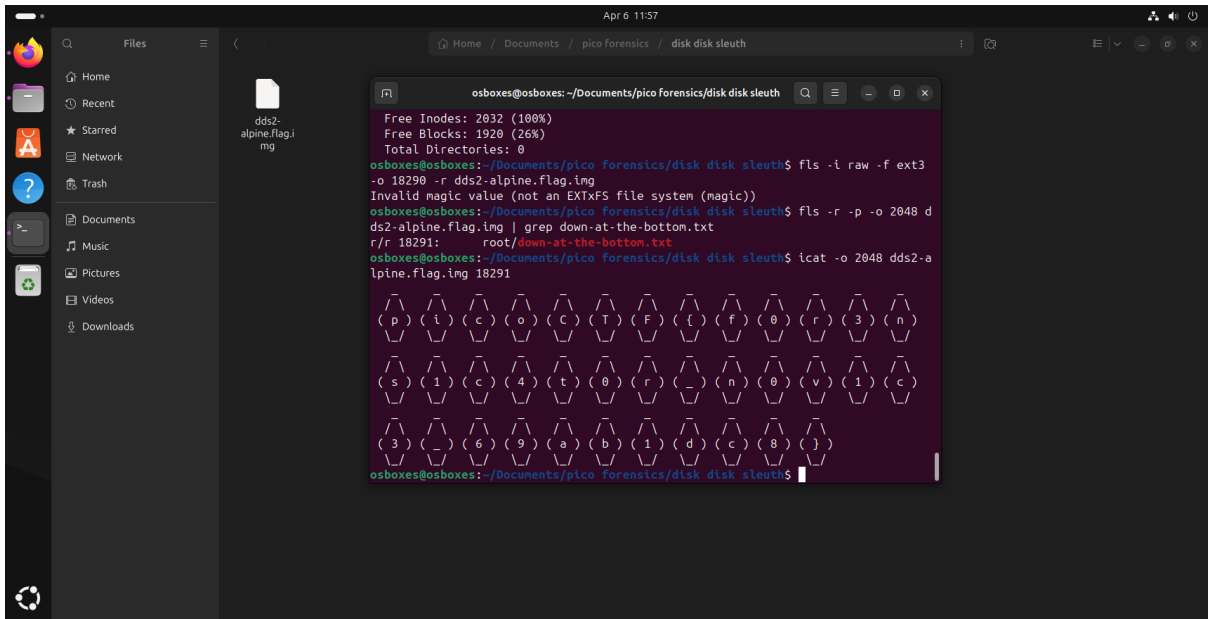 Apr 6 11:57
Files
Home / Documents / pico forensics / disk disk sleuth
Home
Recent
Starred
Network
Trash
Documents
Music
Pictures
Videos
Downloads
dds2-
alpine.flag.i
mg
osboxes@osboxes: ~/Documents/pico forensics/disk disk sleuth
Free Inodes: 2032 (100%)
Free Blocks: 1920 (26%)
Total Directories: 0
osboxes@osboxes:~/Documents/pico forensics/disk disk sleuth$ fls -i raw -f ext3
-o 18290 -r dds2-alpine.flag.img
Invalid magic value (not an EXTxFS file system (magic))
osboxes@osboxes:~/Documents/pico forensics/disk disk sleuth$ fls -r -p -o 2048 d
ds2-alpine.flag.img | grep down-at-the-bottom.txt
r/r 18291: root/down-at-the-bottom.txt
osboxes@osboxes:~/Documents/pico forensics/disk disk sleuth$ icat -o 2048 dds2-a
lpine.flag.img 18291
( p ) ( i ) ( c ) ( o ) ( C ) ( T ) ( F ) ( { ) ( f ) ( 0 ) ( r ) ( 3 ) ( n )
( s ) ( 1 ) ( c ) ( 4 ) ( t ) ( 0 ) ( r ) ( _ ) ( n ) ( 0 ) ( v ) ( 1 ) ( c )
( 3 ) ( _ ) ( 6 ) ( 9 ) ( a ) ( b ) ( 1 ) ( d ) ( c ) ( 8 ) ( } )
osboxes@osboxes:~/Documents/pico forensics/disk disk sleuth$